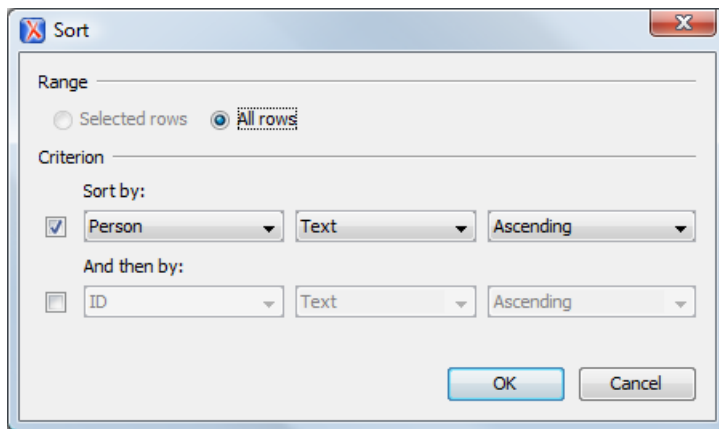 Sort
Range
Selected rows All rows
Criterion
Sort by:
Person Text Ascending
And then by:
ID Text Ascending
OK Cancel